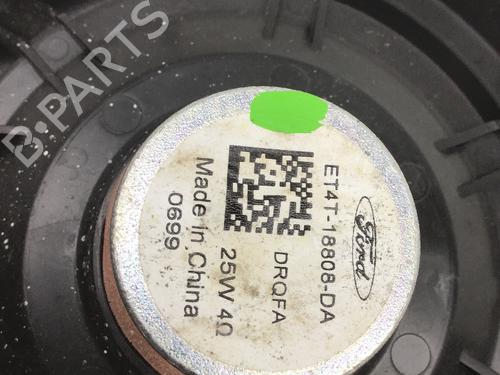 B-PARTS
Ford
ET4T-18808-DA
DRQFA
25W 4Ω
Made in China
0699